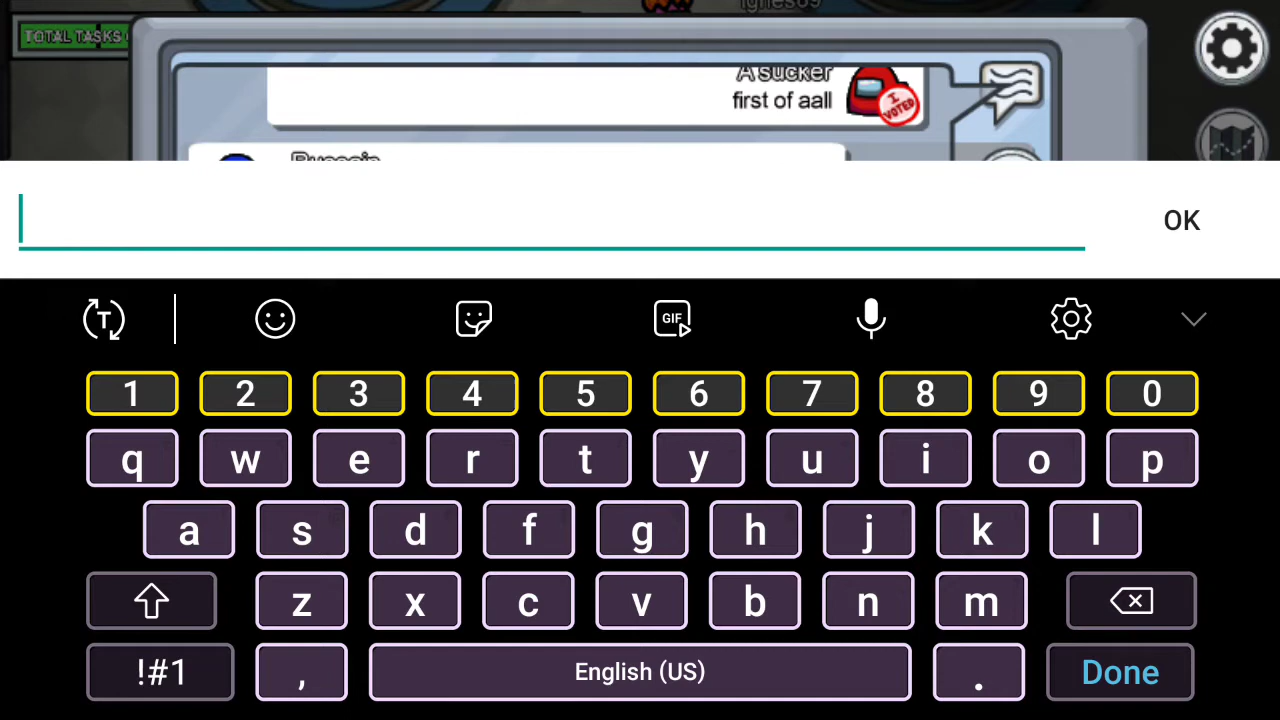 TOTAL TASKS
A sucker
first of aall
I VOTED
OK
T
GIF
1 2 3 4 5 6 7 8 9 0
q w e r t y u i o p
a s d f g h j k l
z x c v b n m
!#1 , English (US) . Done